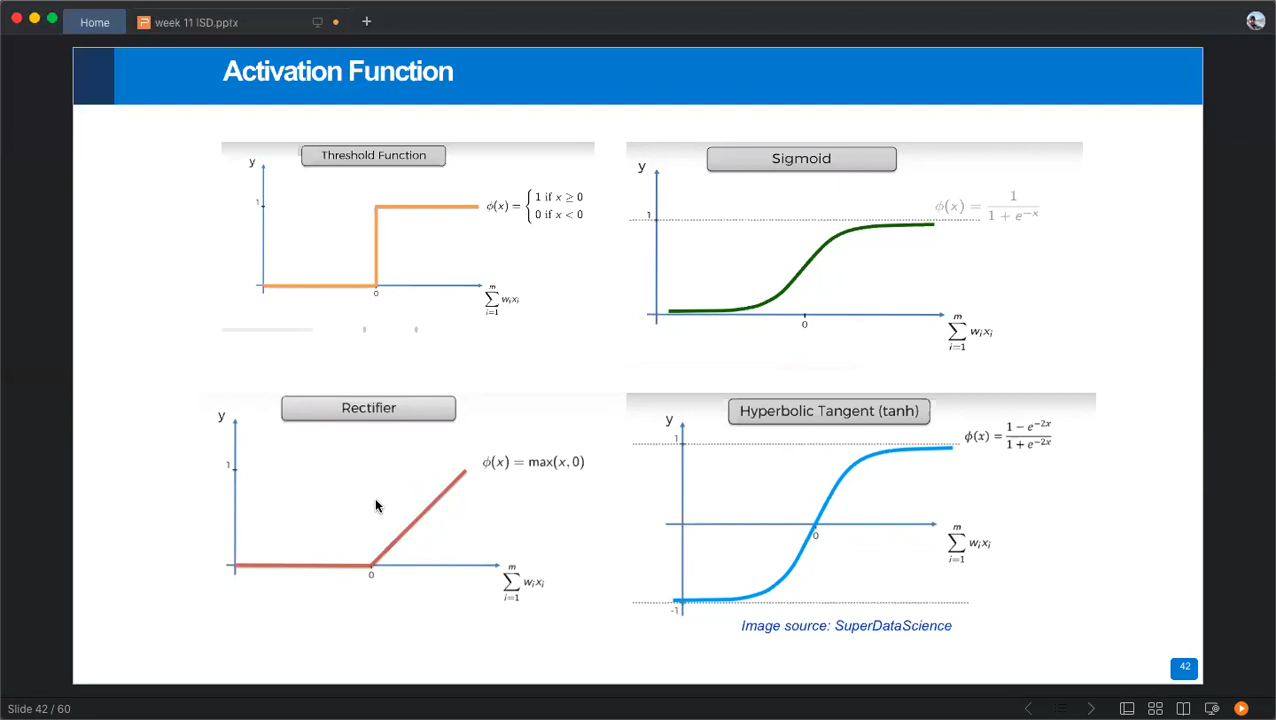 Home
week 11 ISD.pptx
Activation Function
Threshold Function
y
1
ϕ(x) = { 1 if x ≥ 0
0 if x < 0
0
m
∑ wᵢxᵢ
i=1
Sigmoid
y
1
ϕ(x) = 1 / (1 + e⁻ˣ)
0
m
∑ wᵢxᵢ
i=1
Rectifier
y
1
ϕ(x) = max(x, 0)
0
m
∑ wᵢxᵢ
i=1
Hyperbolic Tangent (tanh)
y
1
ϕ(x) = (1 − e⁻²ˣ) / (1 + e⁻²ˣ)
0
m
∑ wᵢxᵢ
i=1
-1
Image source: SuperDataScience
42
Slide 42 / 60